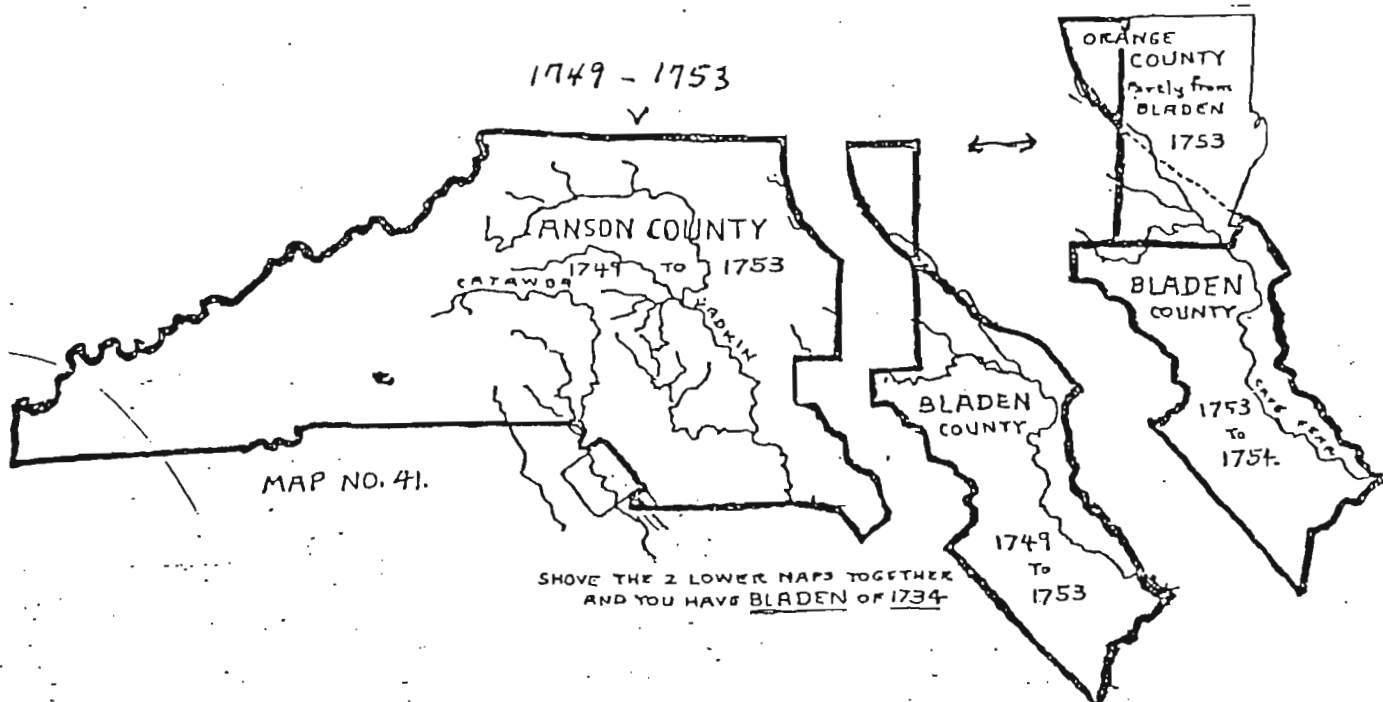 1749 - 1753
ANSON COUNTY
1749 TO 1753
CATAWBA
YADKIN
MAP NO. 41.
SHOVE THE 2 LOWER MAPS TOGETHER
AND YOU HAVE BLADEN OF 1734
BLADEN
COUNTY
1749
TO
1753
ORANGE
COUNTY
Partly from
BLADEN
1753
BLADEN
COUNTY
1753
TO
1754.
CAPE FEAR